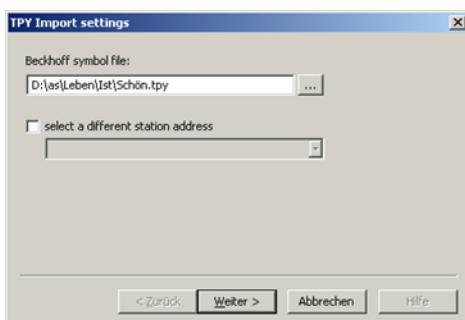 TPY Import settings
Beckhoff symbol file:
D:\as\Leben\Ist\Schön.tpy
...
select a different station address
< Zurück Weiter > Abbrechen Hilfe